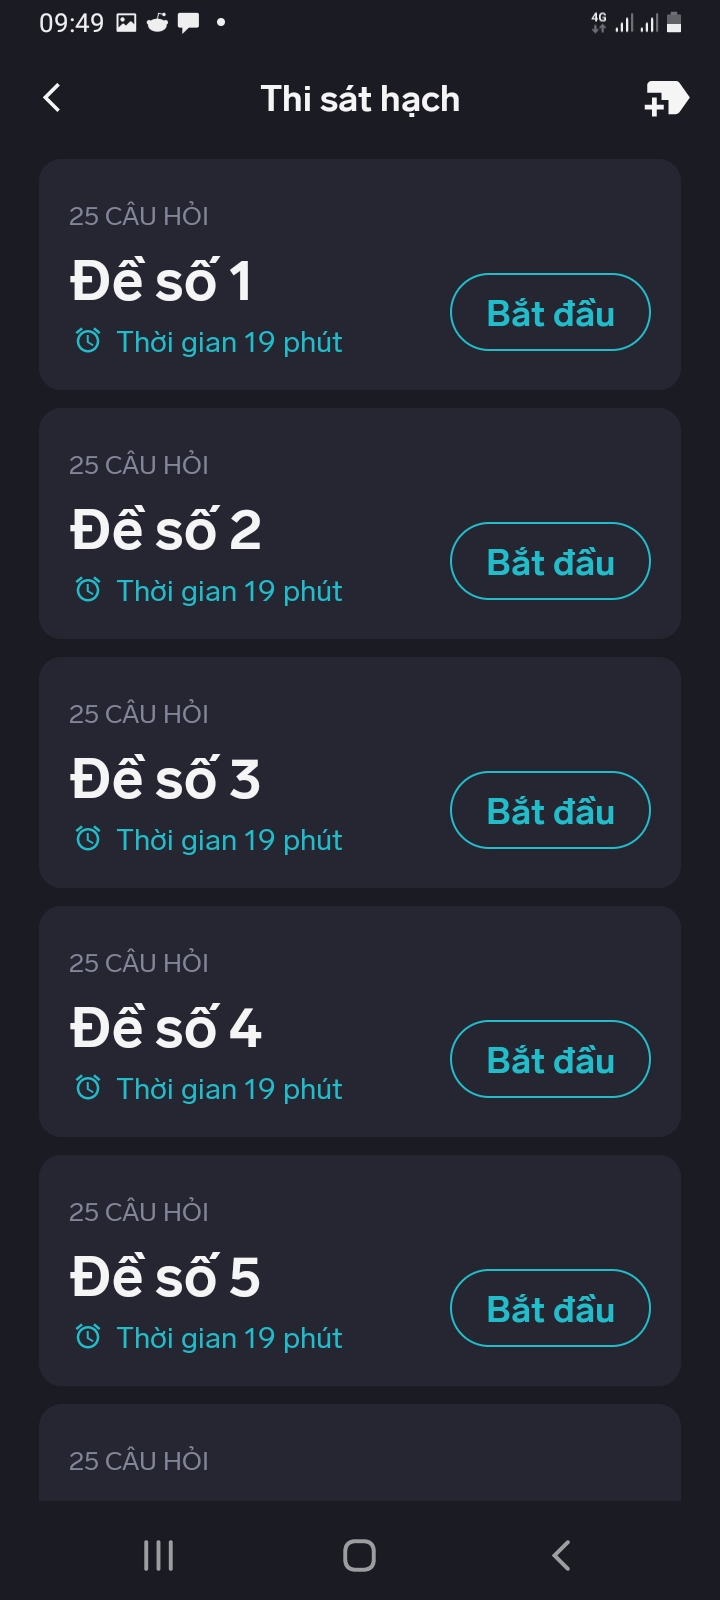 09:49
4G
Thi sát hạch
25 CÂU HỎI
Đề số 1
Thời gian 19 phút
Bắt đầu
25 CÂU HỎI
Đề số 2
Thời gian 19 phút
Bắt đầu
25 CÂU HỎI
Đề số 3
Thời gian 19 phút
Bắt đầu
25 CÂU HỎI
Đề số 4
Thời gian 19 phút
Bắt đầu
25 CÂU HỎI
Đề số 5
Thời gian 19 phút
Bắt đầu
25 CÂU HỎI